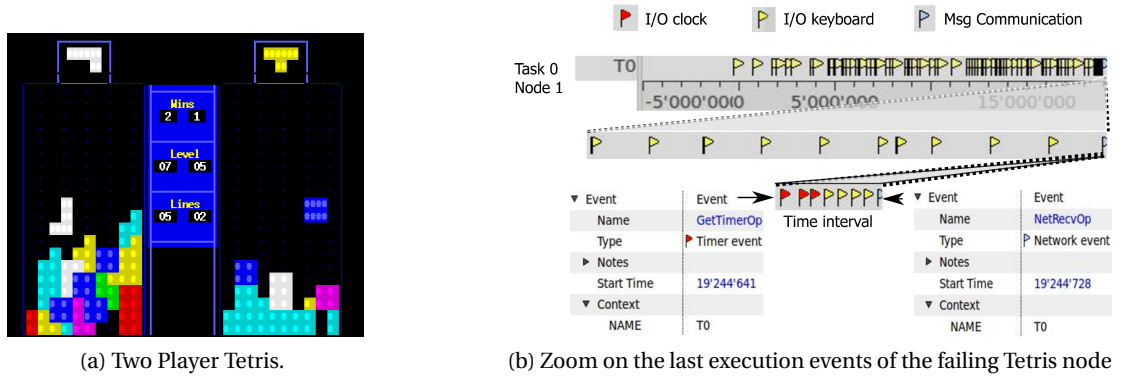 I/O clock I/O keyboard Msg Communication
Wins
2 1
Level
07 05
Lines
05 02
Task 0
Node 1
T0
-5'000'0000 5'000'000 15'000'000
Time interval
Event Event
Name GetTimerOp
Type Timer event
Notes
Start Time 19'244'641
Context
NAME T0
Event Event
Name NetRecvOp
Type Network event
Notes
Start Time 19'244'728
Context
NAME T0
(a) Two Player Tetris.
(b) Zoom on the last execution events of the failing Tetris node